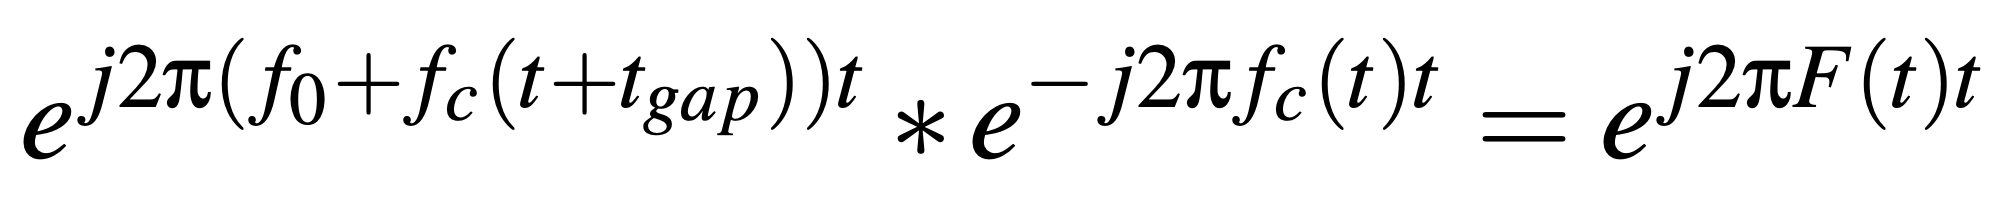 e^{j2π(f_0+f_c(t+t_{gap}))t} * e^{-j2πf_c(t)t} = e^{j2πF(t)t}